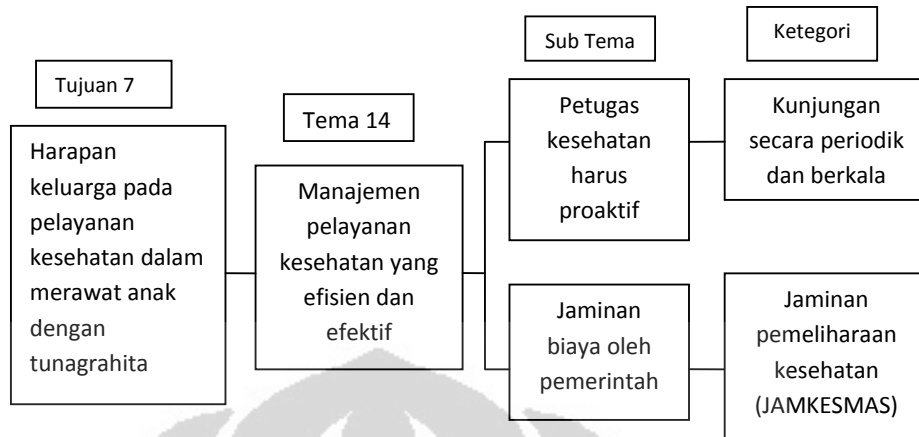 Tujuan 7
Harapan
keluarga pada
pelayanan
kesehatan dalam
merawat anak
dengan
tunagrahita
Tema 14
Manajemen
pelayanan
kesehatan yang
efisien dan
efektif
Sub Tema
Petugas
kesehatan
harus
proaktif
Jaminan
biaya oleh
pemerintah
Ketegori
Kunjungan
secara periodik
dan berkala
Jaminan
pemeliharaan
kesehatan
(JAMKESMAS)